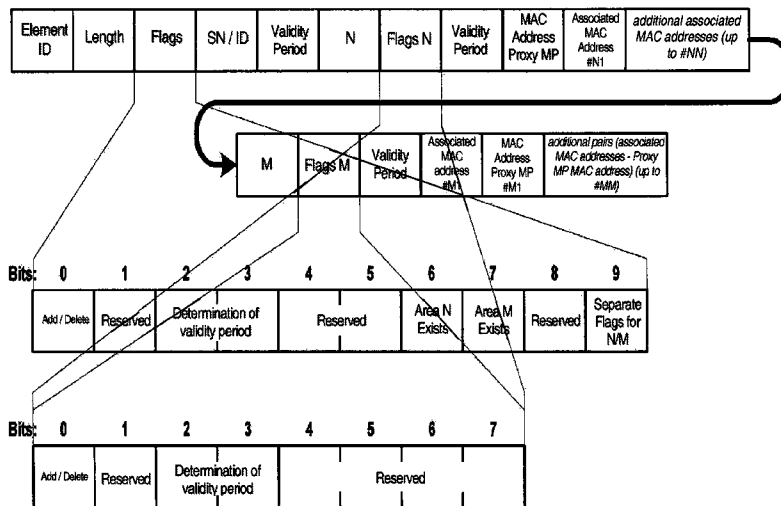 Element ID
Length
Flags
SN / ID
Validity Period
N
Flags N
Validity Period
MAC Address Proxy MP
Associated MAC Address #N1
additional associated MAC addresses (up to #NN)
M
Flags M
Validity Period
Associated MAC address #M1
MAC Address Proxy MP #M1
additional pairs (associated MAC addresses - Proxy MP MAC address) (up to #MM)
Bits: 0 1 2 3 4 5 6 7 8 9
Add / Delete
Reserved
Determination of validity period
Reserved
Area N Exists
Area M Exists
Reserved
Separate Flags for N/M
Bits: 0 1 2 3 4 5 6 7
Add / Delete
Reserved
Determination of validity period
Reserved